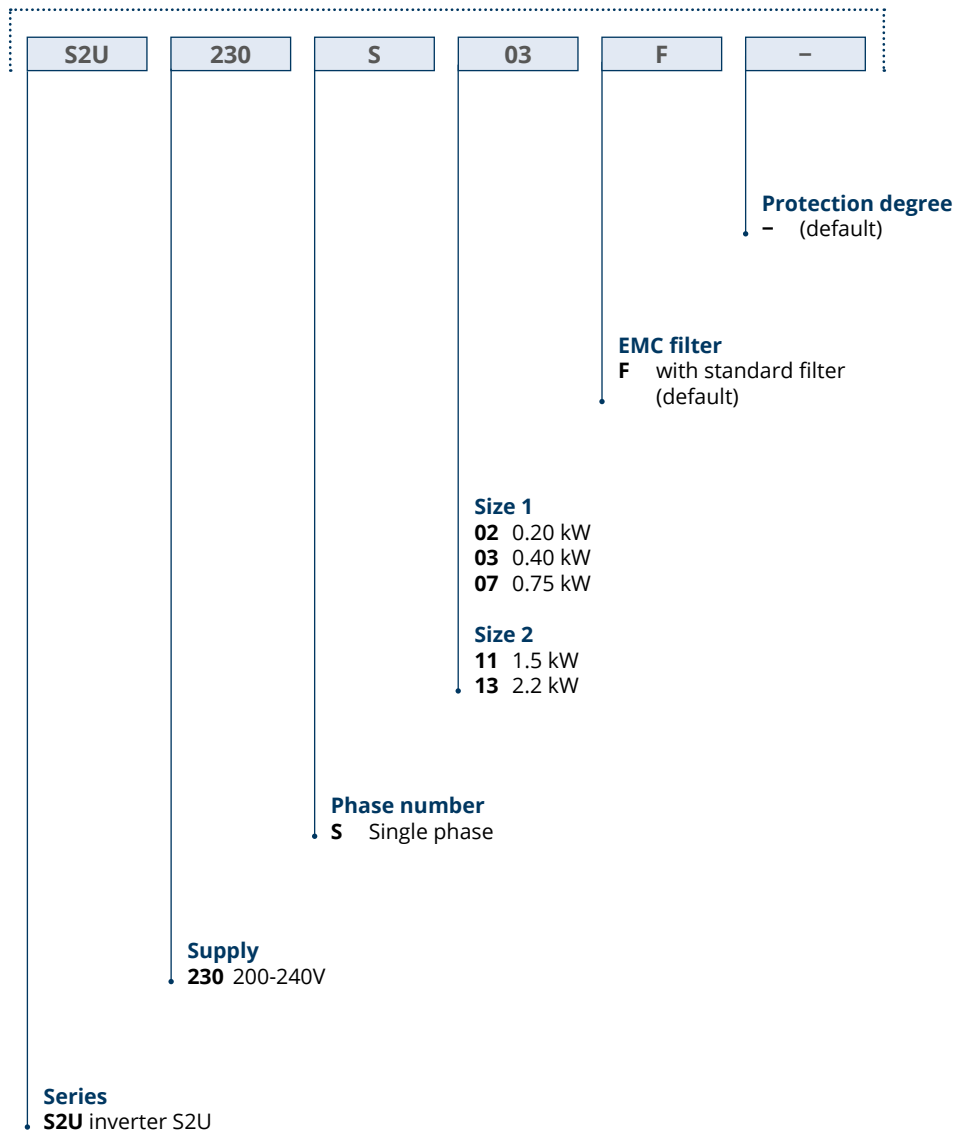 S2U 230 S 03 F –
Protection degree
– (default)
EMC filter
F with standard filter
(default)
Size 1
02 0.20 kW
03 0.40 kW
07 0.75 kW
Size 2
11 1.5 kW
13 2.2 kW
Phase number
S Single phase
Supply
230 200-240V
Series
S2U inverter S2U